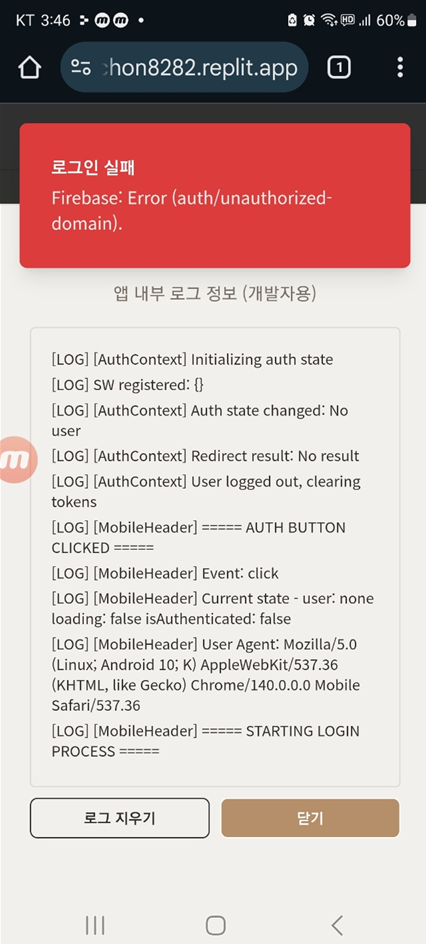 KT 3:46
60%
:hon8282.replit.app
1
로그인 실패
Firebase: Error (auth/unauthorized-
domain).
앱 내부 로그 정보 (개발자용)
[LOG] [AuthContext] Initializing auth state
[LOG] SW registered: {}
[LOG] [AuthContext] Auth state changed: No
user
[LOG] [AuthContext] Redirect result: No result
[LOG] [AuthContext] User logged out, clearing
tokens
[LOG] [MobileHeader] ===== AUTH BUTTON
CLICKED =====
[LOG] [MobileHeader] Event: click
[LOG] [MobileHeader] Current state - user: none
loading: false isAuthenticated: false
[LOG] [MobileHeader] User Agent: Mozilla/5.0
(Linux; Android 10; K) AppleWebKit/537.36
(KHTML, like Gecko) Chrome/140.0.0.0 Mobile
Safari/537.36
[LOG] [MobileHeader] ===== STARTING LOGIN
PROCESS =====
로그 지우기
닫기